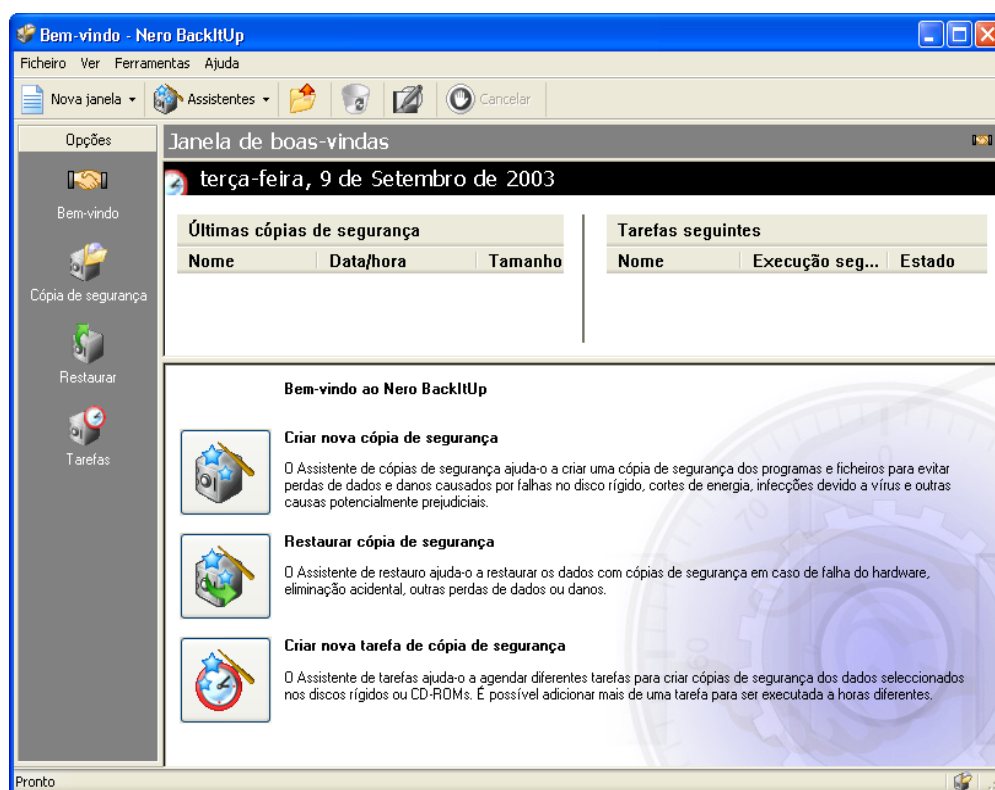 Bem-vindo - Nero BackItUp
Ficheiro Ver Ferramentas Ajuda
Nova janela Assistentes Cancelar
Opções
Janela de boas-vindas
terça-feira, 9 de Setembro de 2003
Bem-vindo
Cópia de segurança
Restaurar
Tarefas
Últimas cópias de segurança
Nome Data/hora Tamanho
Tarefas seguintes
Nome Execução seg... Estado
Bem-vindo ao Nero BackItUp
Criar nova cópia de segurança
O Assistente de cópias de segurança ajuda-o a criar uma cópia de segurança dos programas e ficheiros para evitar
perdas de dados e danos causados por falhas no disco rígido, cortes de energia, infecções devido a vírus e outras
causas potencialmente prejudiciais.
Restaurar cópia de segurança
O Assistente de restauro ajuda-o a restaurar os dados com cópias de segurança em caso de falha do hardware,
eliminação acidental, outras perdas de dados ou danos.
Criar nova tarefa de cópia de segurança
O Assistente de tarefas ajuda-o a agendar diferentes tarefas para criar cópias de segurança dos dados seleccionados
nos discos rígidos ou CD-ROMs. É possível adicionar mais de uma tarefa para ser executada a horas diferentes.
Pronto